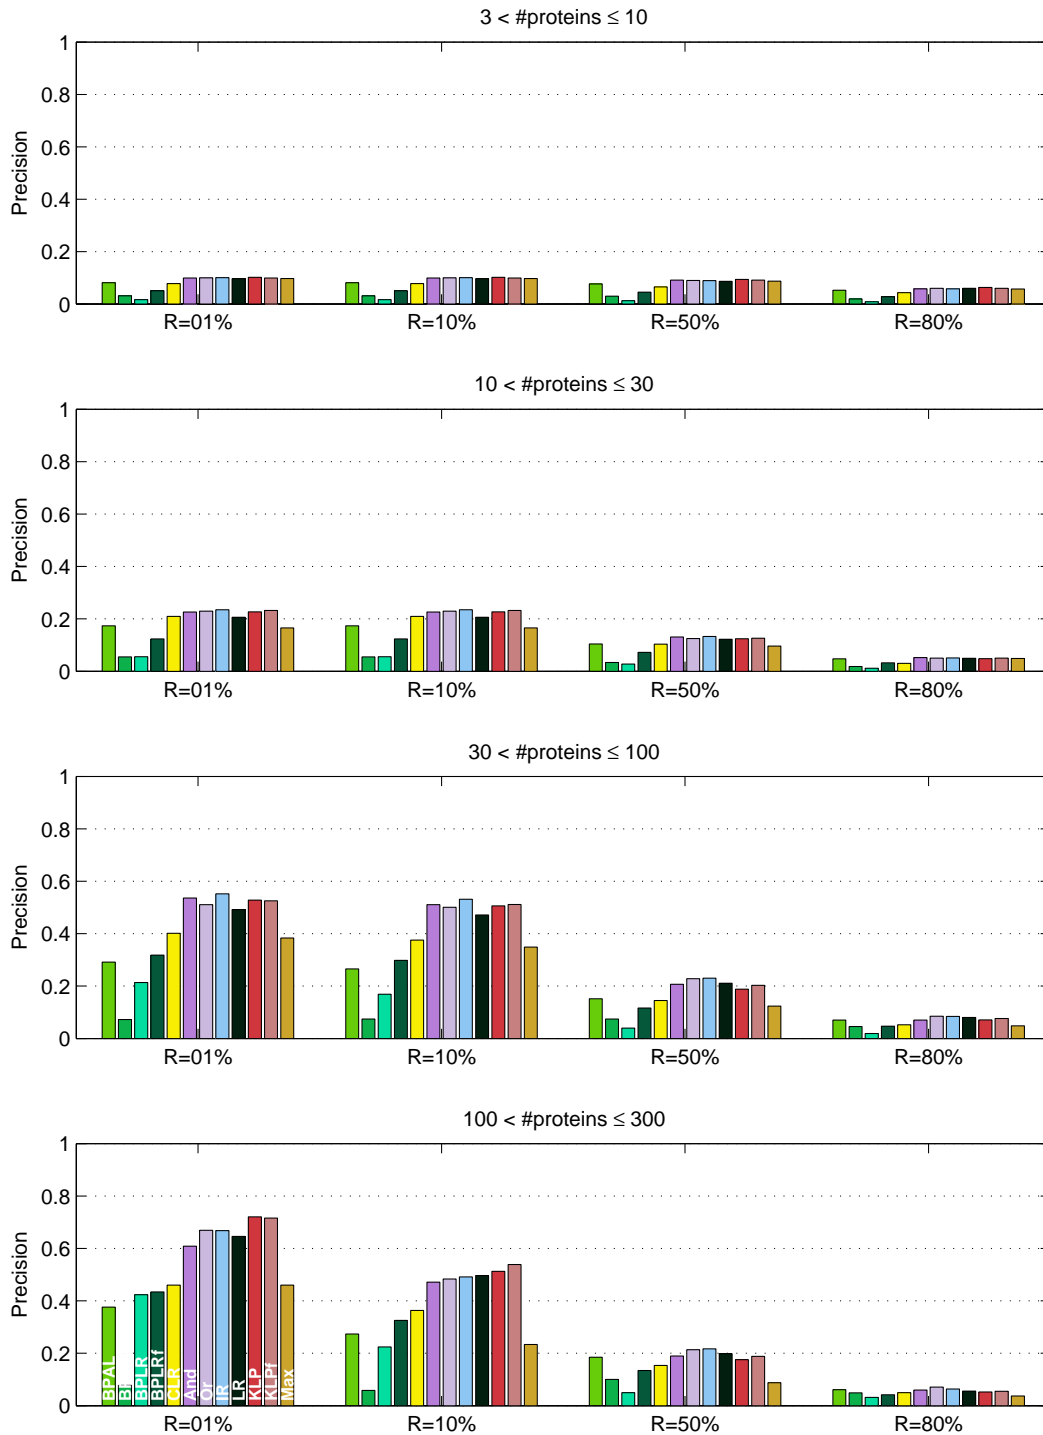 3 < #proteins ≤ 10
1
0.8
0.6
0.4
0.2
0
Precision
R=01% R=10% R=50% R=80%
10 < #proteins ≤ 30
1
0.8
0.6
0.4
0.2
0
Precision
R=01% R=10% R=50% R=80%
30 < #proteins ≤ 100
1
0.8
0.6
0.4
0.2
0
Precision
R=01% R=10% R=50% R=80%
100 < #proteins ≤ 300
1
0.8
0.6
0.4
0.2
0
Precision
BPAL
BPLR
BPLRf
CLR
And
Or
IR
LR
KLP
KLPf
Max
R=01% R=10% R=50% R=80%